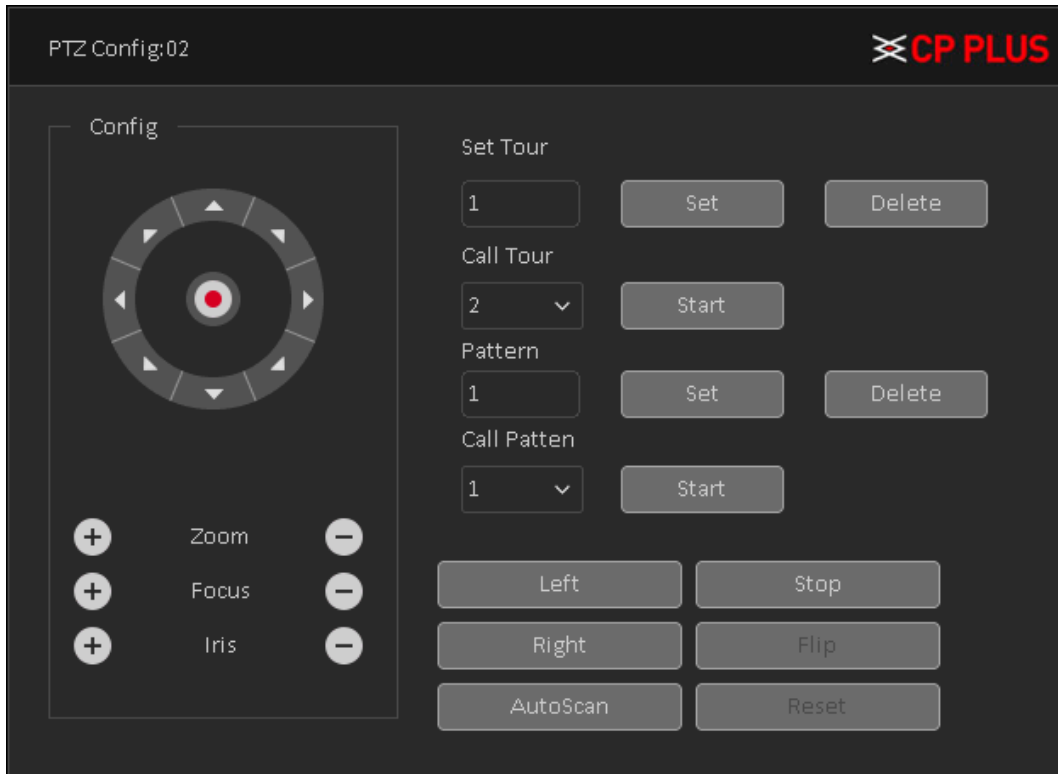 PTZ Config:02
CP PLUS
Config
Zoom
Focus
Iris
Set Tour
1 Set Delete
Call Tour
2 Start
Pattern
1 Set Delete
Call Patten
1 Start
Left Stop
Right Flip
AutoScan Reset